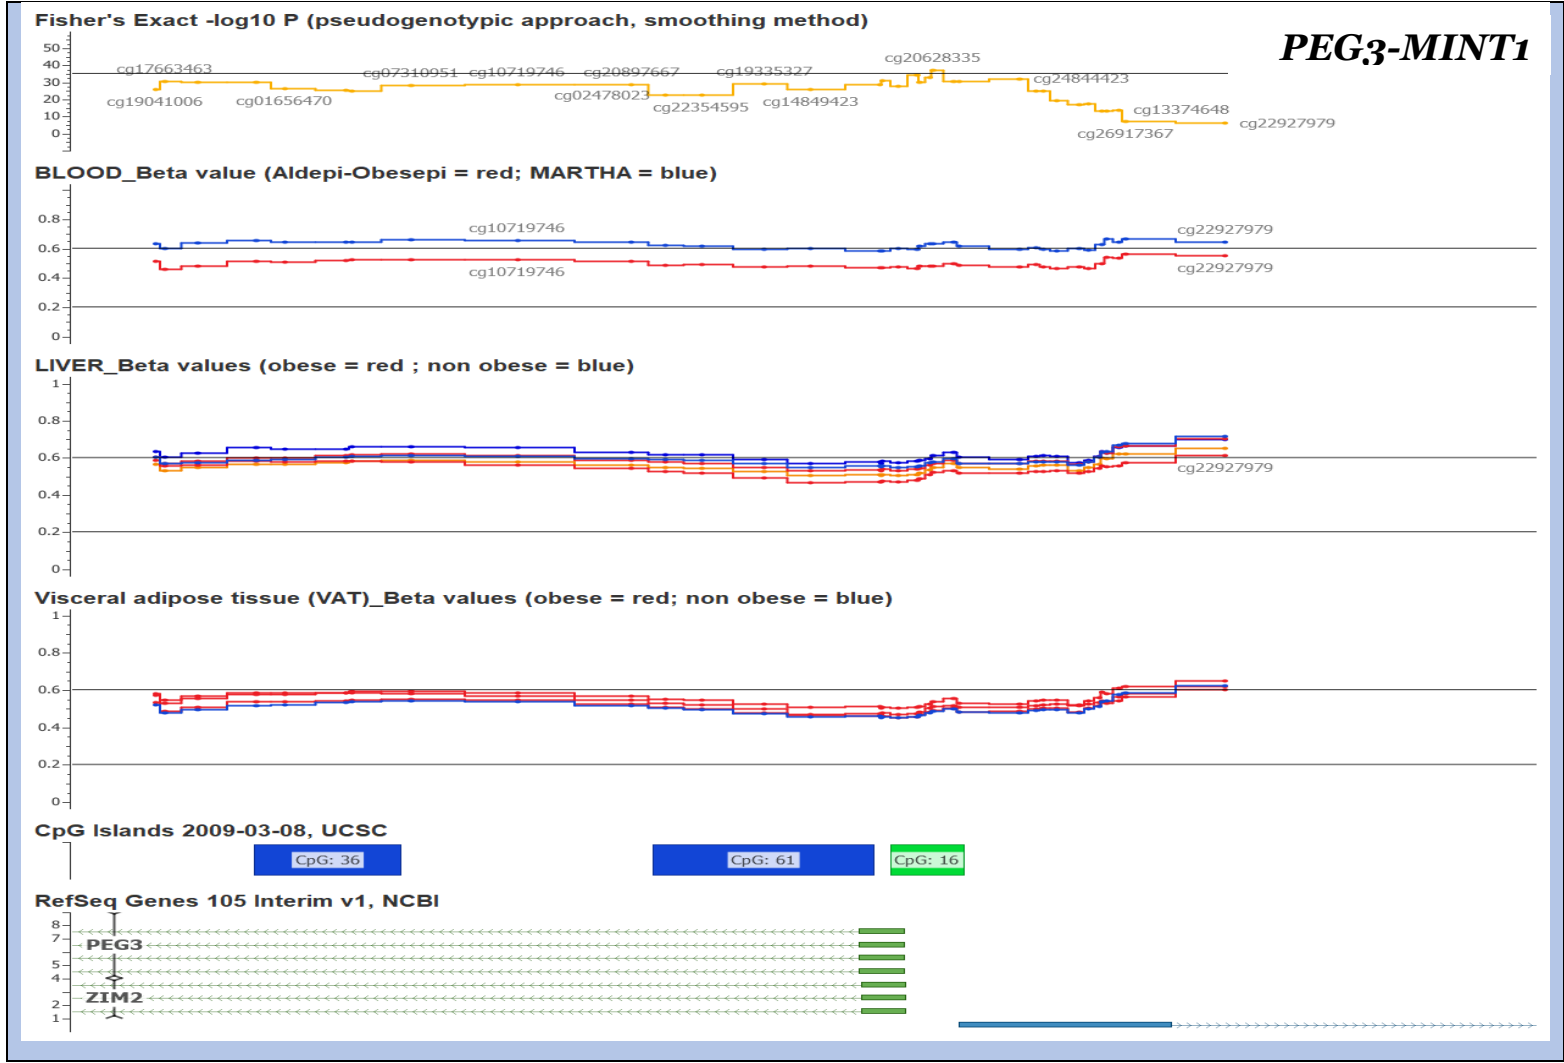 Fisher's Exact -log10 P (pseudogenotypic approach, smoothing method)
PEG3-MINT1
50
40
30
20
10
0
cg20628335
cg17663463 cg07310951 cg10719746 cg20897667 cg19335327 cg24844423
cg19041006 cg01656470 cg02478023 cg22354595 cg14849423 cg13374648
cg26917367 cg22927979
BLOOD_Beta value (Aldepi-Obesepi = red; MARTHA = blue)
0.8
0.6
0.4
0.2
0
cg10719746 cg22927979
cg10719746 cg22927979
LIVER_Beta values (obese = red ; non obese = blue)
1
0.8
0.6
0.4
0.2
0
cg22927979
Visceral adipose tissue (VAT)_Beta values (obese = red; non obese = blue)
1
0.8
0.6
0.4
0.2
0
CpG Islands 2009-03-08, UCSC
CpG: 36 CpG: 61 CpG: 16
RefSeq Genes 105 Interim v1, NCBI
8
7
PEG3
5
4
ZIM2
2
1